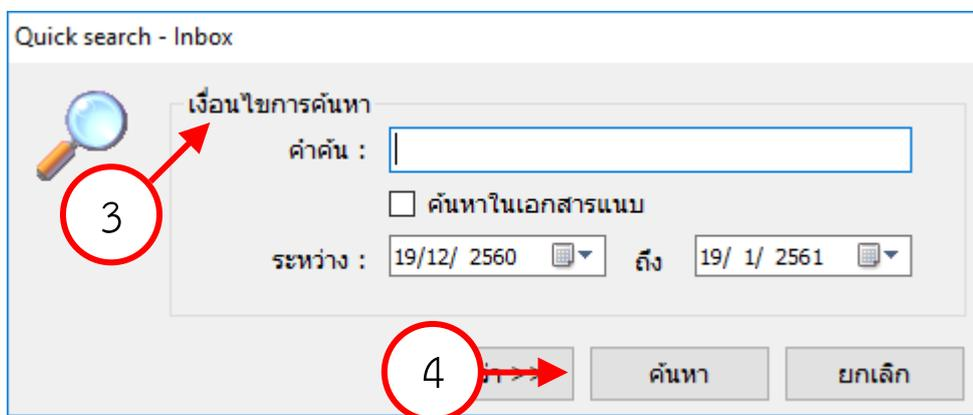 Quick search - Inbox
เงื่อนไขการค้นหา
คำค้น :
ค้นหาในเอกสารแนบ
ระหว่าง : 19/12/ 2560 ถึง 19/ 1/ 2561
3
4 >> ค้นหา ยกเลิก